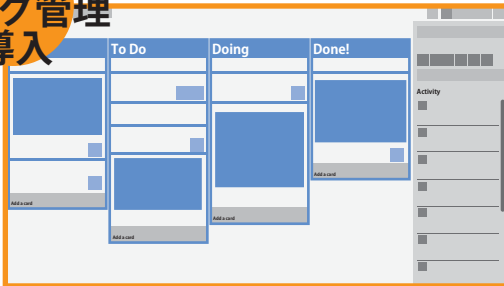 ク管理
導入
To Do
Doing
Done!
Activity
Add a card
Add a card
Add a card
Add a card